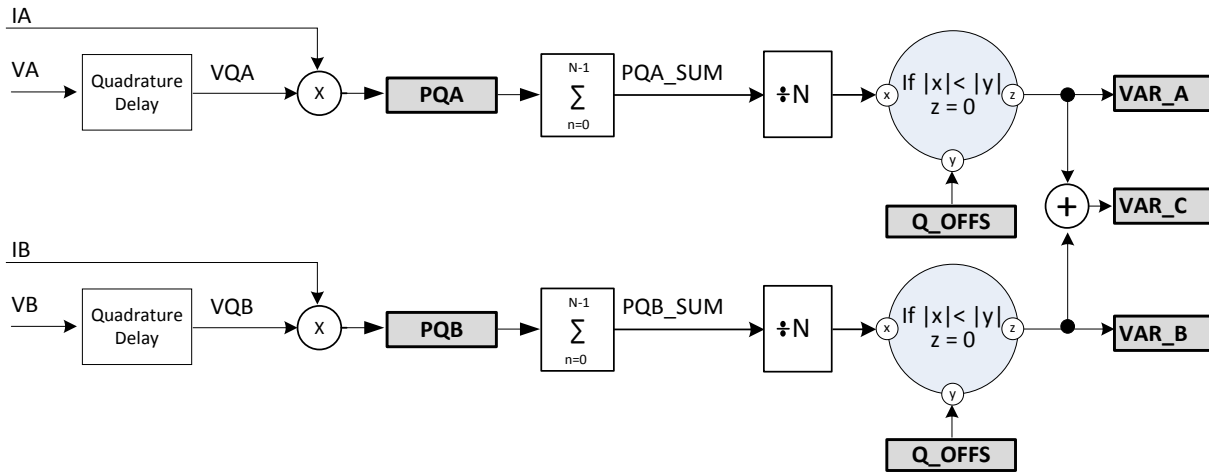 IA
VA
Quadrature
Delay
VQA
X
PQA
N-1
∑
n=0
PQA_SUM
÷N
x
If |x|< |y|
z = 0
z
y
Q_OFFS
VAR_A
+
VAR_C
IB
VB
Quadrature
Delay
VQB
X
PQB
N-1
∑
n=0
PQB_SUM
÷N
x
If |x|< |y|
z = 0
z
y
Q_OFFS
VAR_B